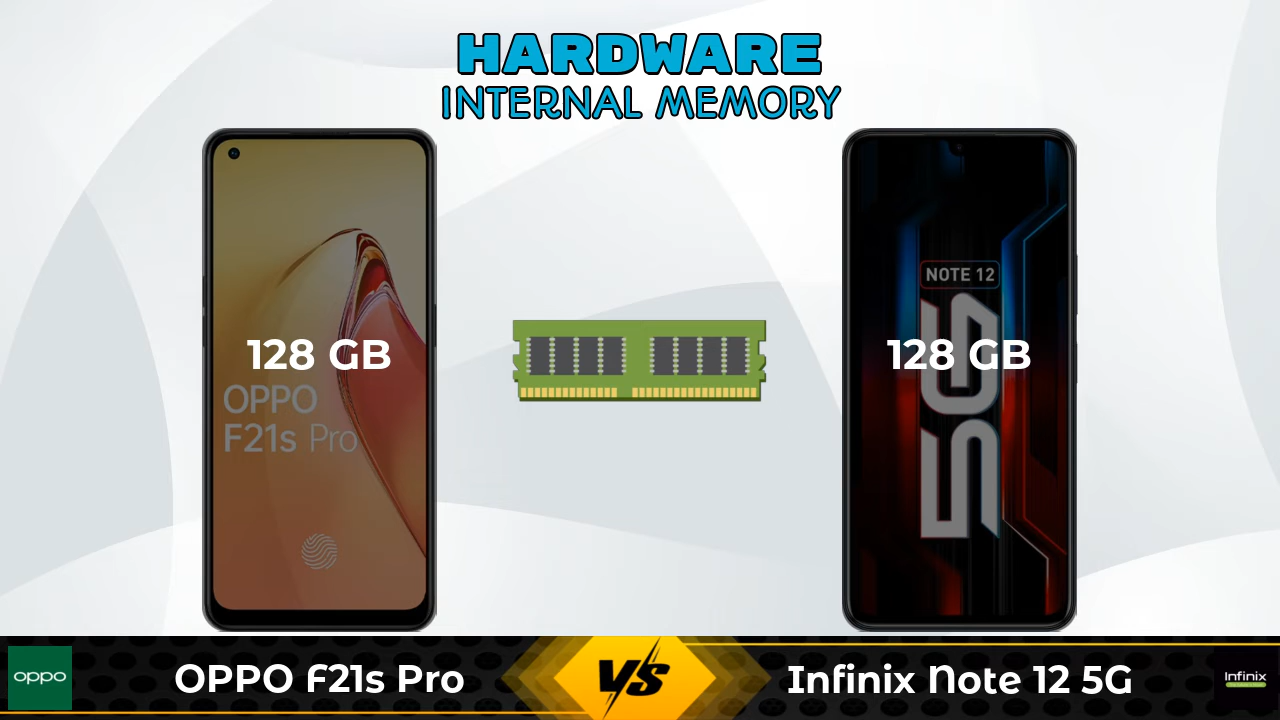 HARDWARE
INTERNAL MEMORY
128 GB
OPPO
F21s Pro
NOTE 12
128 GB
5G
oppo
OPPO F21s Pro
VS
Infinix Note 12 5G
Infinix